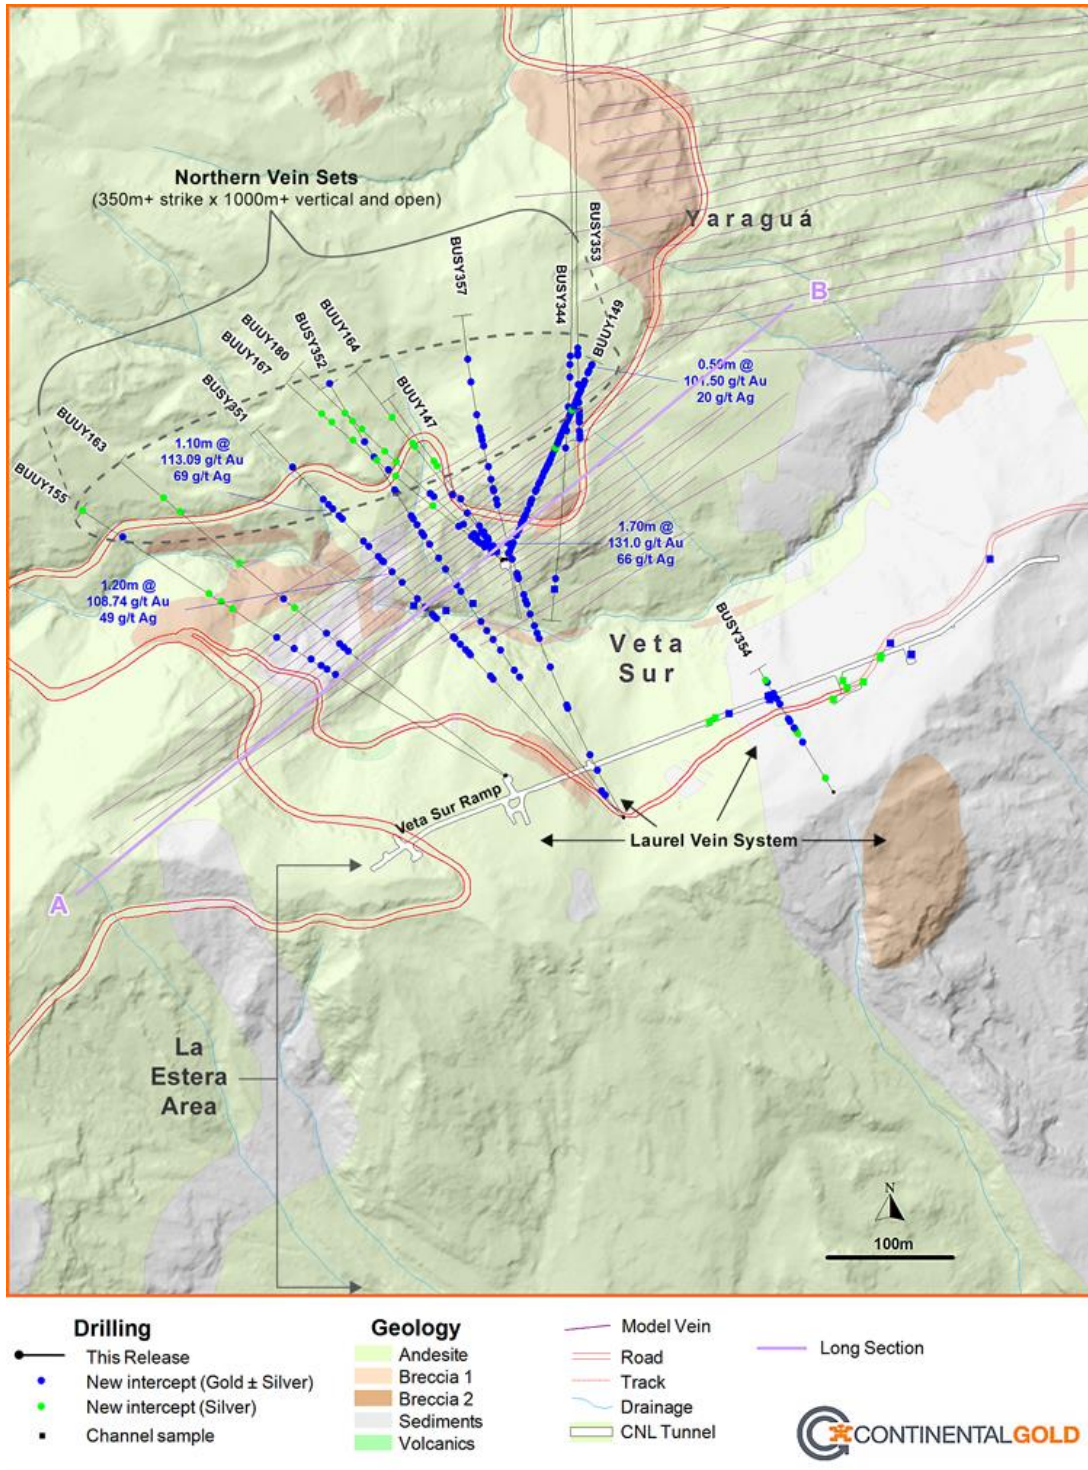 Northern Vein Sets
(350m+ strike x 1000m+ vertical and open)
Yaraguá
BUSY353
BUSY357
BUSY344
BUUY149
BUUY164
BUSY352
BUUY180
BUUY167
BUUY147
BUSY351
BUUY163
BUUY155
B
0.50m @
101.50 g/t Au
20 g/t Ag
1.10m @
113.09 g/t Au
69 g/t Ag
1.70m @
131.0 g/t Au
66 g/t Ag
1.20m @
108.74 g/t Au
49 g/t Ag
Veta
Sur
BUSY354
Veta Sur Ramp
Laurel Vein System
A
La
Estera
Area
N
100m
Drilling
This Release
New intercept (Gold ± Silver)
New intercept (Silver)
Channel sample
Geology
Andesite
Breccia 1
Breccia 2
Sediments
Volcanics
Model Vein
Road
Track
Drainage
CNL Tunnel
Long Section
CONTINENTALGOLD